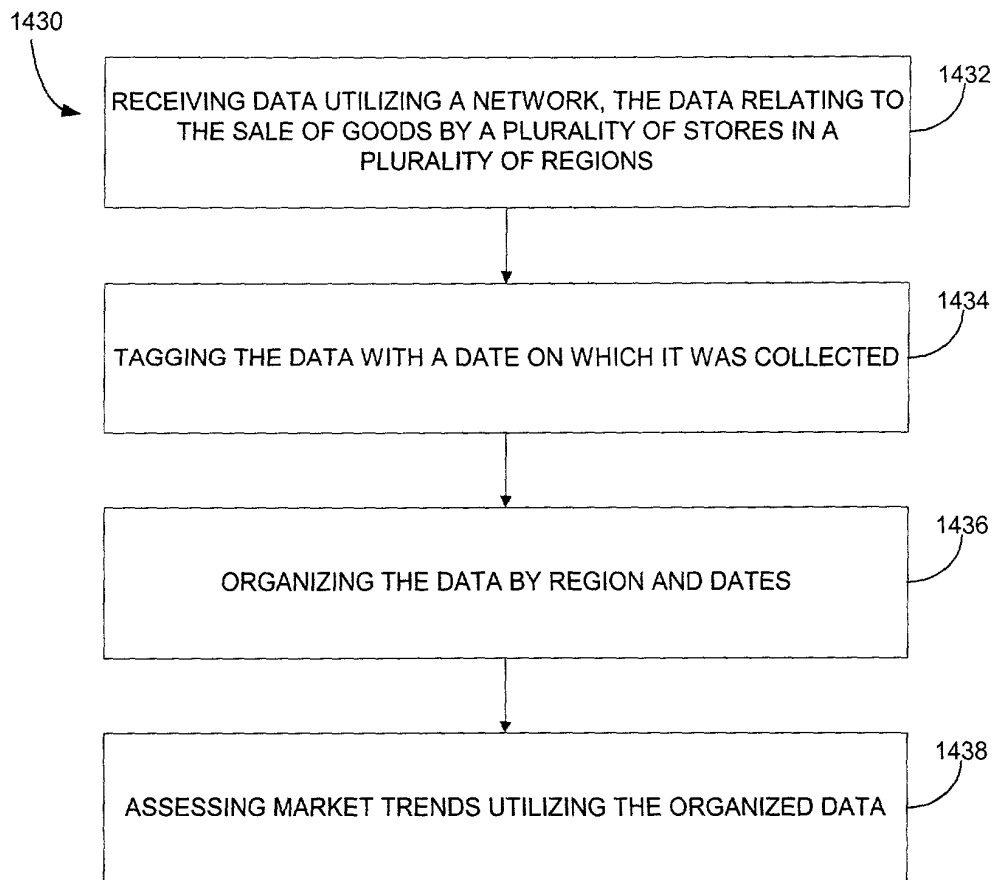 1430
1432
RECEIVING DATA UTILIZING A NETWORK, THE DATA RELATING TO
THE SALE OF GOODS BY A PLURALITY OF STORES IN A
PLURALITY OF REGIONS
1434
TAGGING THE DATA WITH A DATE ON WHICH IT WAS COLLECTED
1436
ORGANIZING THE DATA BY REGION AND DATES
1438
ASSESSING MARKET TRENDS UTILIZING THE ORGANIZED DATA